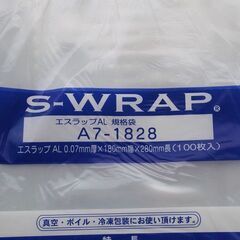 S-WRAP®
エスラップAL 規格袋
A7-1828
エスラップ AL 0.07mm厚×180mm幅×280mm長 (100枚入)
真空・ボイル・冷凍包装にお使い頂けます。
特長